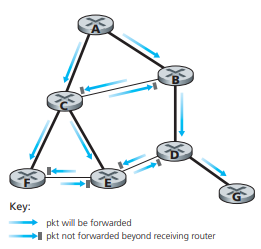 A
B
C
D
F
E
G
Key:
pkt will be forwarded
pkt not forwarded beyond receiving router